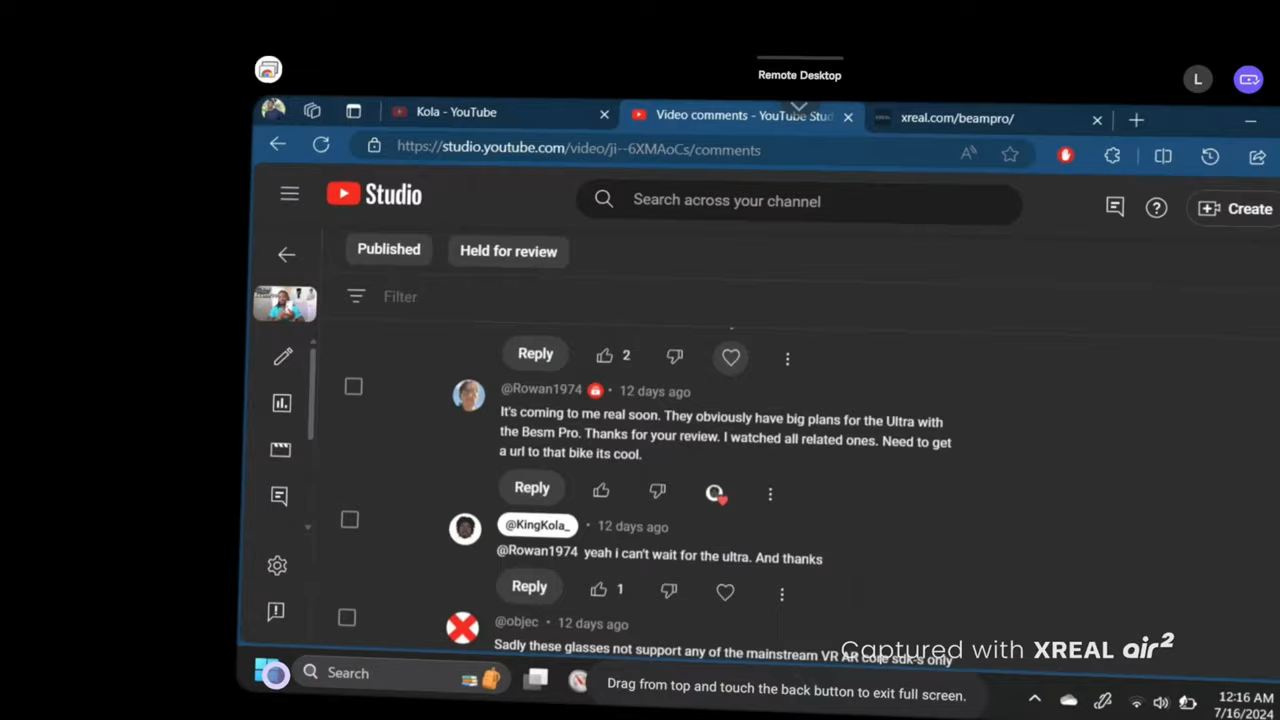 Remote Desktop
L
Kola - YouTube
Video comments - YouTube Stud
xreal.com/beampro/
https://studio.youtube.com/video/ji--6XMAoCs/comments
Studio
Search across your channel
Create
Published
Held for review
Filter
Reply
2
@Rowan1974 • 12 days ago
It's coming to me real soon. They obviously have big plans for the Ultra with
the Besm Pro. Thanks for your review. I watched all related ones. Need to get
a url to that bike its cool.
Reply
@KingKola_ • 12 days ago
@Rowan1974 yeah i can't wait for the ultra. And thanks
Reply
1
@objec • 12 days ago
Sadly these glasses not support any of the mainstream VR AR core sdk-s only
Captured with XREAL air2
Search
Drag from top and touch the back button to exit full screen.
12:16 AM
7/16/2024